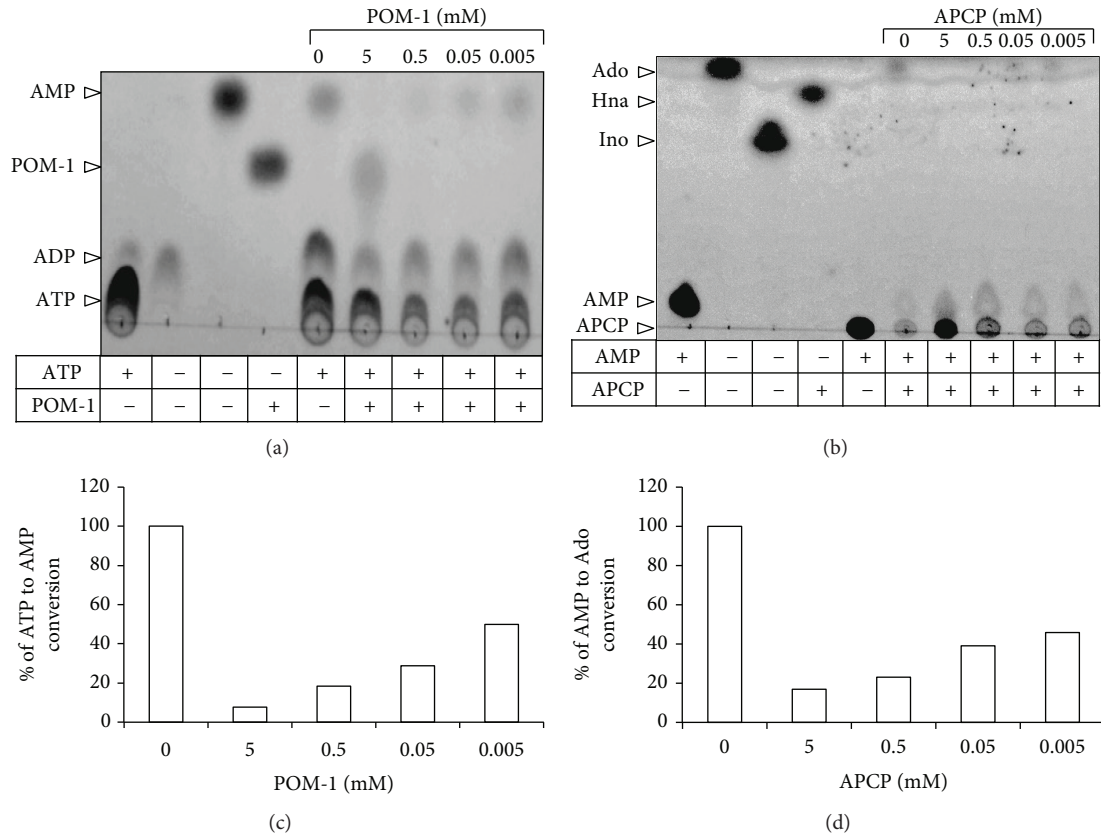 POM-1 (mM)
0 5 0.5 0.05 0.005
AMP
POM-1
ADP
ATP
ATP + − − − + + + + +
POM-1 − − − + − + + + +
(a)
APCP (mM)
0 5 0.5 0.05 0.005
Ado
Hna
Ino
AMP
APCP
AMP + − − − + + + + + +
APCP − − − + − + + + + +
(b)
120
100
80
60
40
20
0
% of ATP to AMP
conversion
0 5 0.5 0.05 0.005
POM-1 (mM)
(c)
120
100
80
60
40
20
0
% of AMP to Ado
conversion
0 5 0.5 0.05 0.005
APCP (mM)
(d)